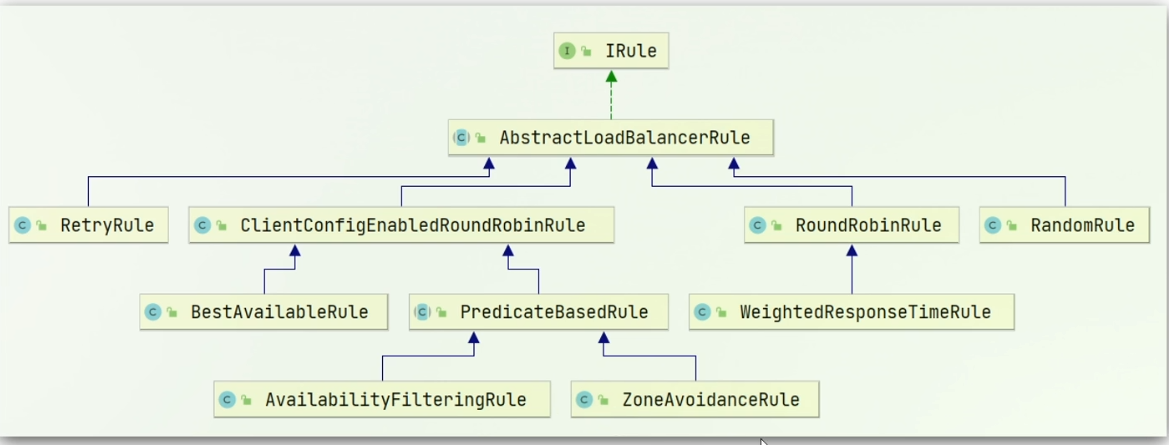 I IRule
C AbstractLoadBalancerRule
C RetryRule
C ClientConfigEnabledRoundRobinRule
C RoundRobinRule
C RandomRule
C BestAvailableRule
C PredicateBasedRule
C WeightedResponseTimeRule
C AvailabilityFilteringRule
C ZoneAvoidanceRule